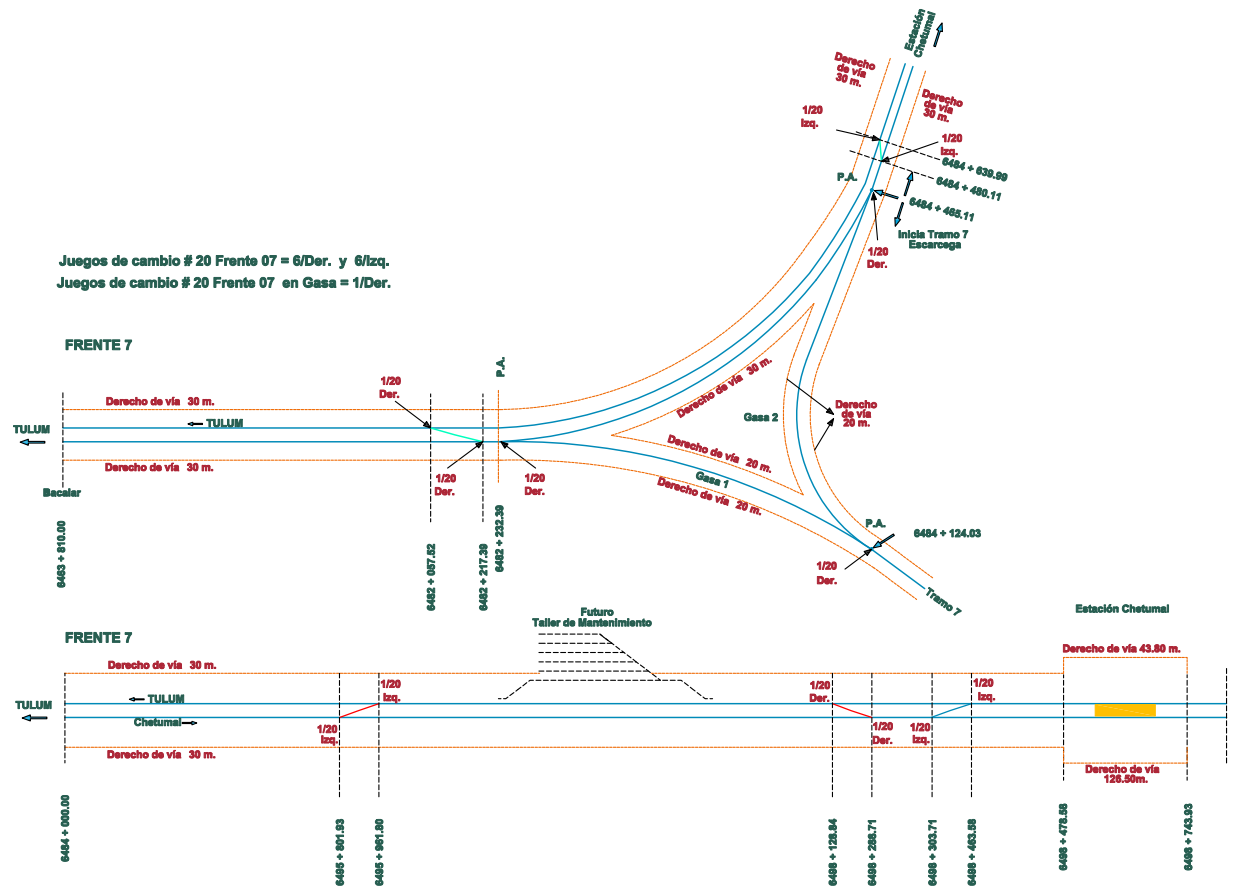 Estación
Chetumal
Derecho
de vía
30 m.
Derecho
de vía
30 m.
1/20
Izq.
1/20
Izq.
6484 + 639.99
6484 + 480.11
P.A.
6484 + 465.11
Inicia Tramo 7
Escarcega
1/20
Der.
Juegos de cambio # 20 Frente 07 = 6/Der. y 6/Izq.
Juegos de cambio # 20 Frente 07 en Gasa = 1/Der.
FRENTE 7
P.A.
1/20
Der.
Derecho de vía 30 m.
TULUM
TULUM
Derecho de vía 30 m.
Derecho de vía 30 m.
Gasa 2
Derecho
de vía
20 m.
Derecho de vía 20 m.
Gasa 1
Derecho de vía 20 m.
1/20
Der.
1/20
Der.
Bacalar
6463 + 810.00
6482 + 057.52
6482 + 217.39
6482 + 232.39
P.A.
6484 + 124.03
1/20
Der.
Tramo 7
FRENTE 7
Futuro
Taller de Mantenimiento
Estación Chetumal
Derecho de vía 30 m.
Derecho de vía 43.80 m.
TULUM
TULUM
Chetumal
1/20
Izq.
1/20
Izq.
1/20
Der.
1/20
Der.
1/20
Izq.
1/20
Izq.
Derecho de vía 30 m.
Derecho de vía
126.50m.
6484 + 000.00
6495 + 801.93
6495 + 961.80
6498 + 128.84
6498 + 288.71
6498 + 303.71
6498 + 463.58
6498 + 478.58
6498 + 743.93